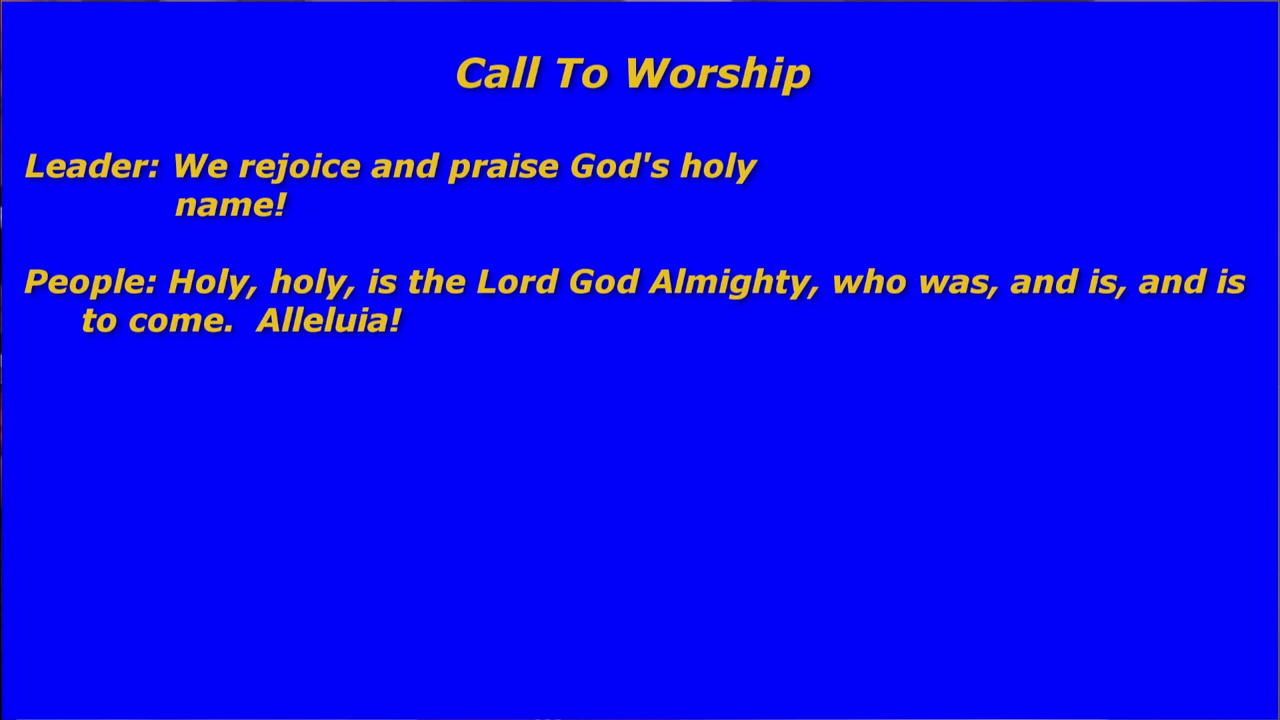 Call To Worship
Leader: We rejoice and praise God's holy
name!
People: Holy, holy, is the Lord God Almighty, who was, and is, and is
to come. Alleluia!